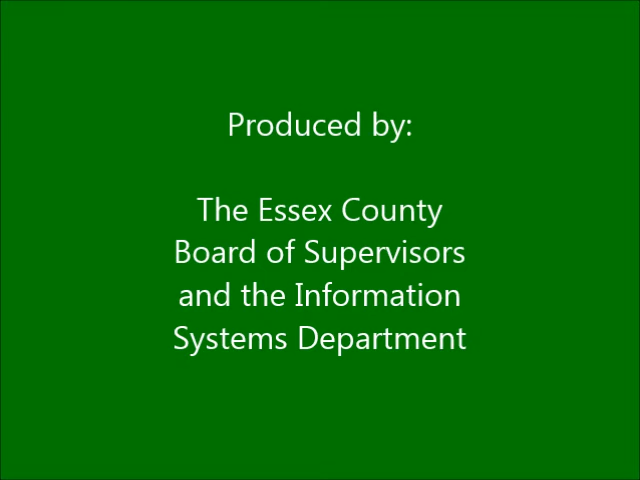 Produced by:
The Essex County
Board of Supervisors
and the Information
Systems Department